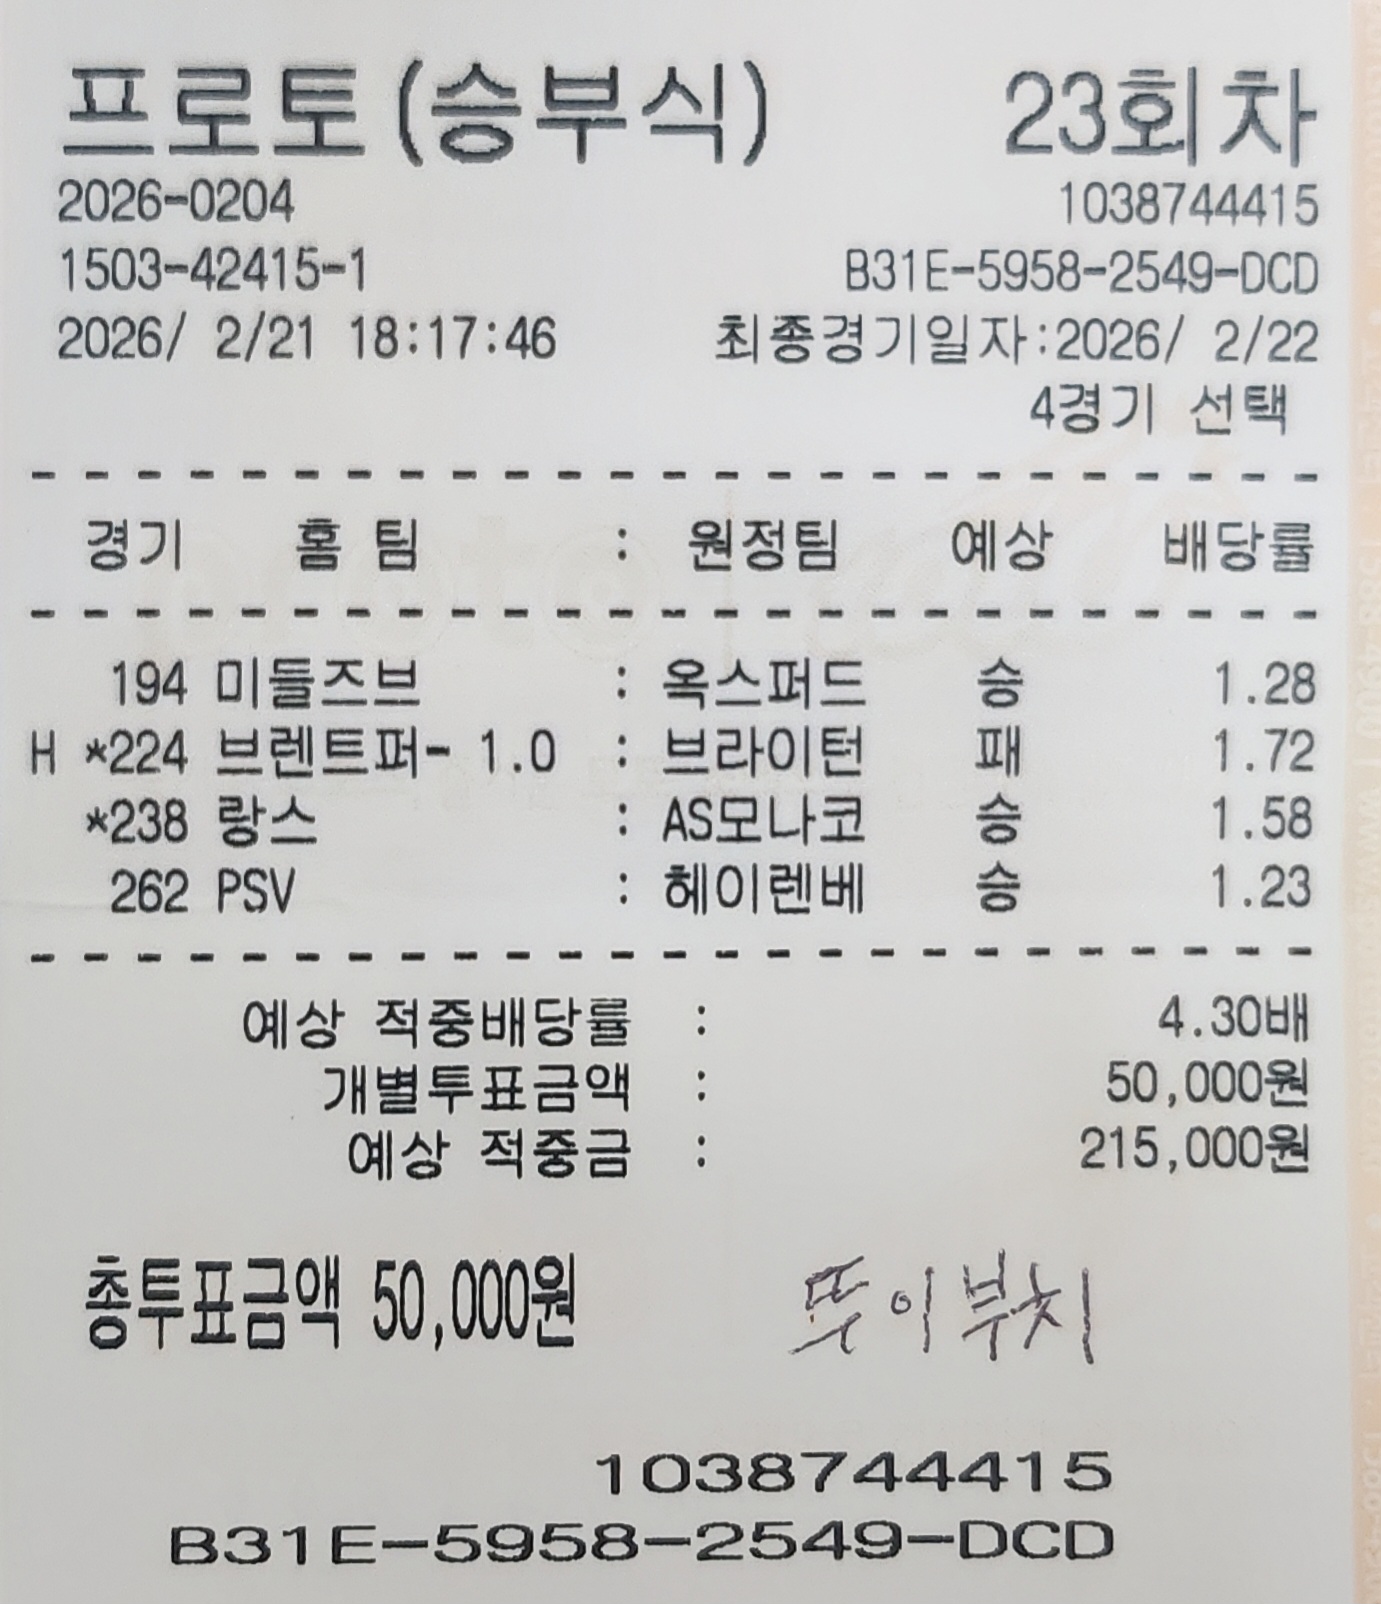 프로토(승부식) 23회차
2026-0204 1038744415
1503-42415-1 B31E-5958-2549-DCD
2026/ 2/21 18:17:46 최종경기일자:2026/ 2/22
4경기 선택
경기 홈 팀 : 원정팀 예상 배당률
194 미들즈브 : 옥스퍼드 승 1.28
H *224 브렌트퍼- 1.0 : 브라이턴 패 1.72
*238 랑스 : AS모나코 승 1.58
262 PSV : 헤이렌베 승 1.23
예상 적중배당률 : 4.30배
개별투표금액 : 50,000원
예상 적중금 : 215,000원
총투표금액 50,000원 뚜이부치
1038744415
B31E-5958-2549-DCD